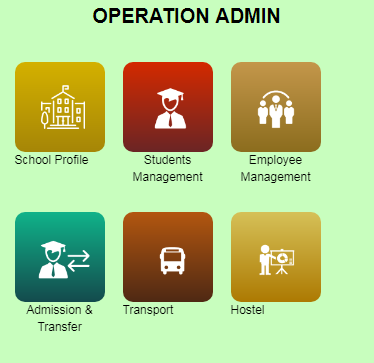 OPERATION ADMIN
School Profile
Students
Management
Employee
Management
Admission &
Transfer
Transport
Hostel